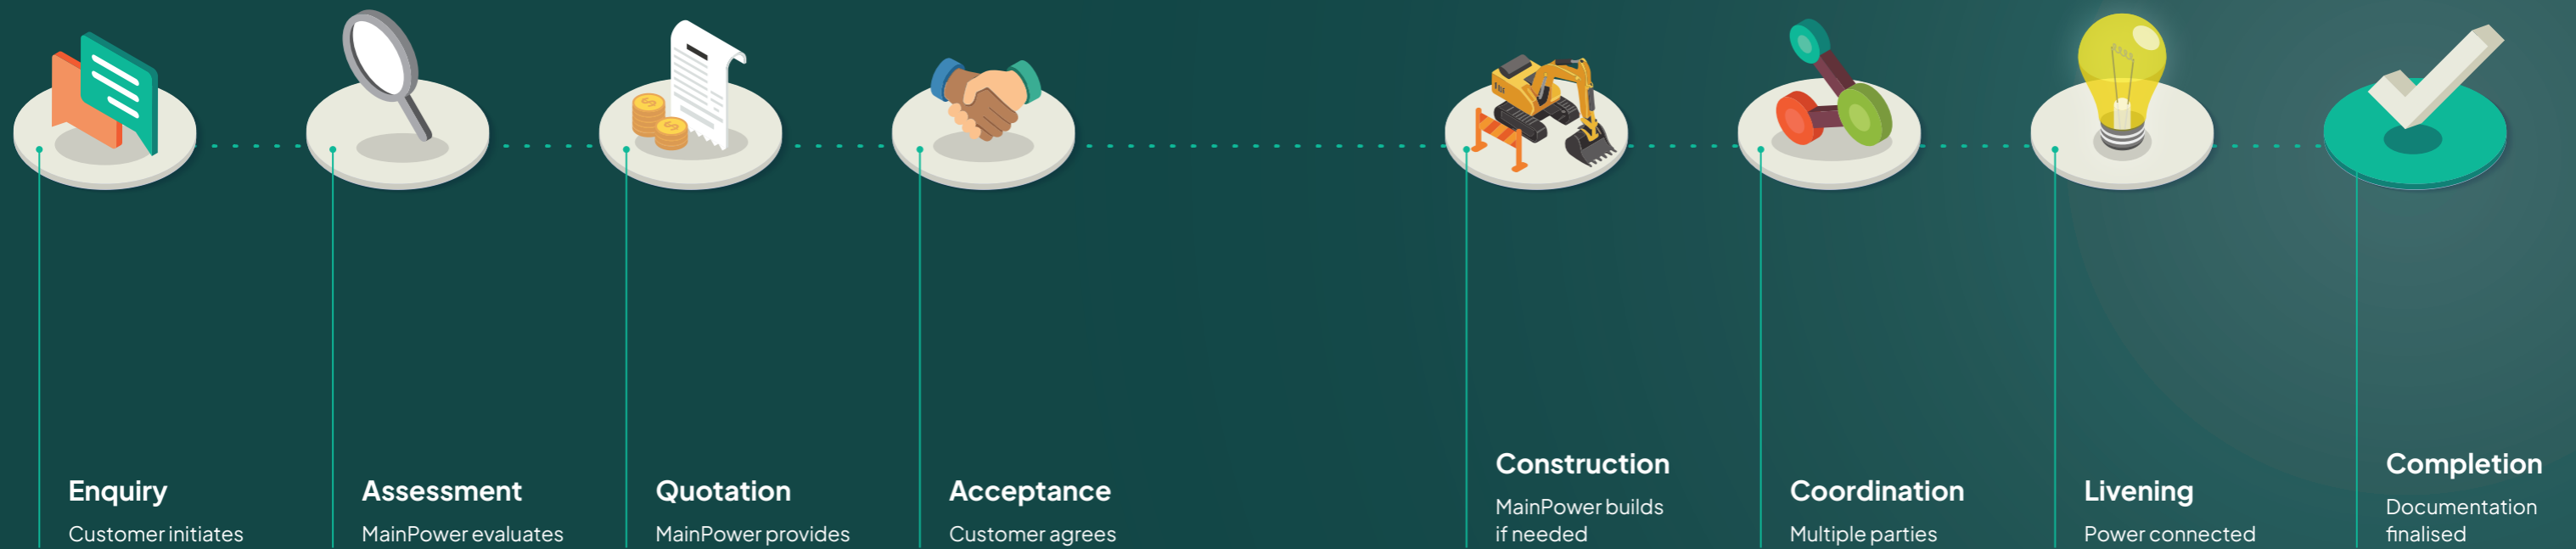 Enquiry
Customer initiates
Assessment
MainPower evaluates
Quotation
MainPower provides
Acceptance
Customer agrees
Construction
MainPower builds
if needed
Coordination
Multiple parties
Livening
Power connected
Completion
Documentation
finalised